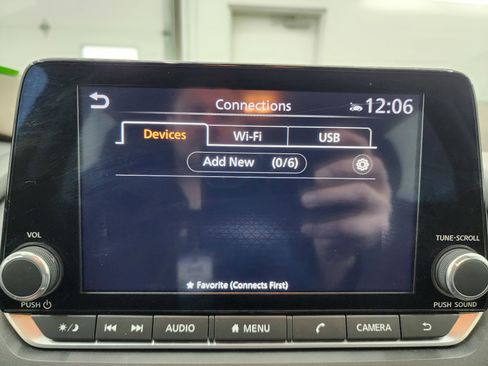 Connections 12:06
Devices Wi-Fi USB
Add New (0/6)
VOL TUNE·SCROLL
★ Favorite (Connects First)
PUSH PUSH SOUND
AUDIO MENU CAMERA